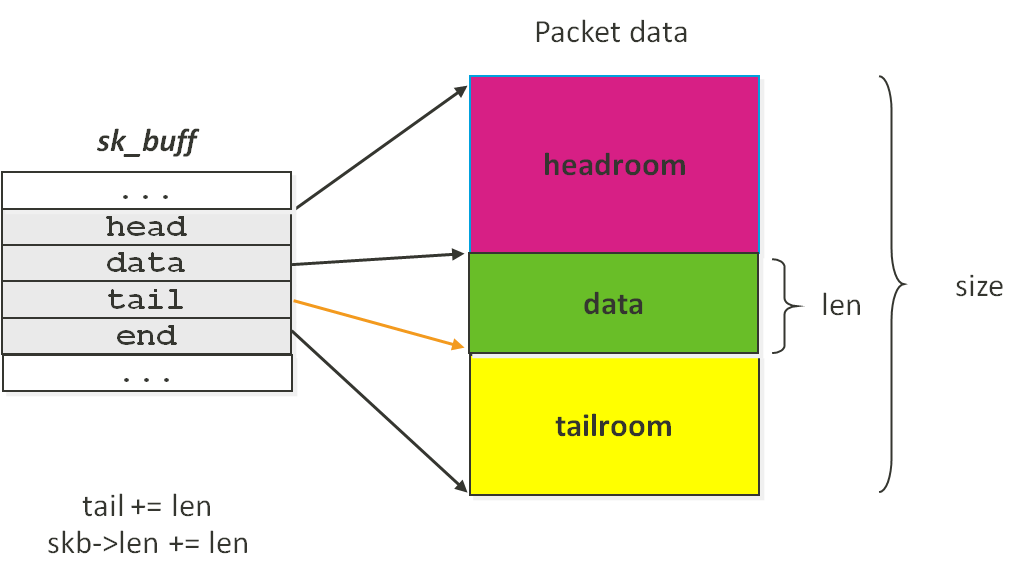 Packet data
sk_buff
...
head
data
tail
end
...
headroom
data
tailroom
len
size
tail += len
skb->len += len